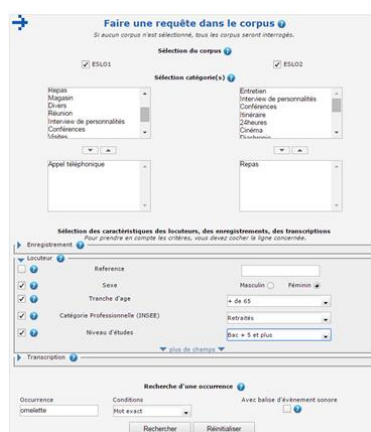 Faire une requête dans le corpus
Si aucun corpus n'est sélectionné, tous les corpus seront interrogés.
Sélection du corpus
ESLO1 ESLO2
Sélection catégorie(s)
Repas
Magasin
Divers
Réunion
Interview de personnalités
Conférences
Visites
Entretien
Interview de personnalités
Conférences
Itinéraire
24heures
Cinéma
Diachronie
Appel téléphonique
Repas
Sélection des caractéristiques des locuteurs, des enregistrements, des transcriptions
Pour prendre en compte les critères, vous devez cocher la ligne concernée.
Enregistrement
Locuteur
Reference
Sexe Masculin Féminin
Tranche d'age + de 65
Catégorie Professionnelle (INSEE) Retraités
Niveau d'études Bac + 5 et plus
plus de champs
Transcription
Recherche d'une occurrence
Occurrence Conditions Avec balise d'évènement sonore
omelette Mot exact
Rechercher Réinitialiser